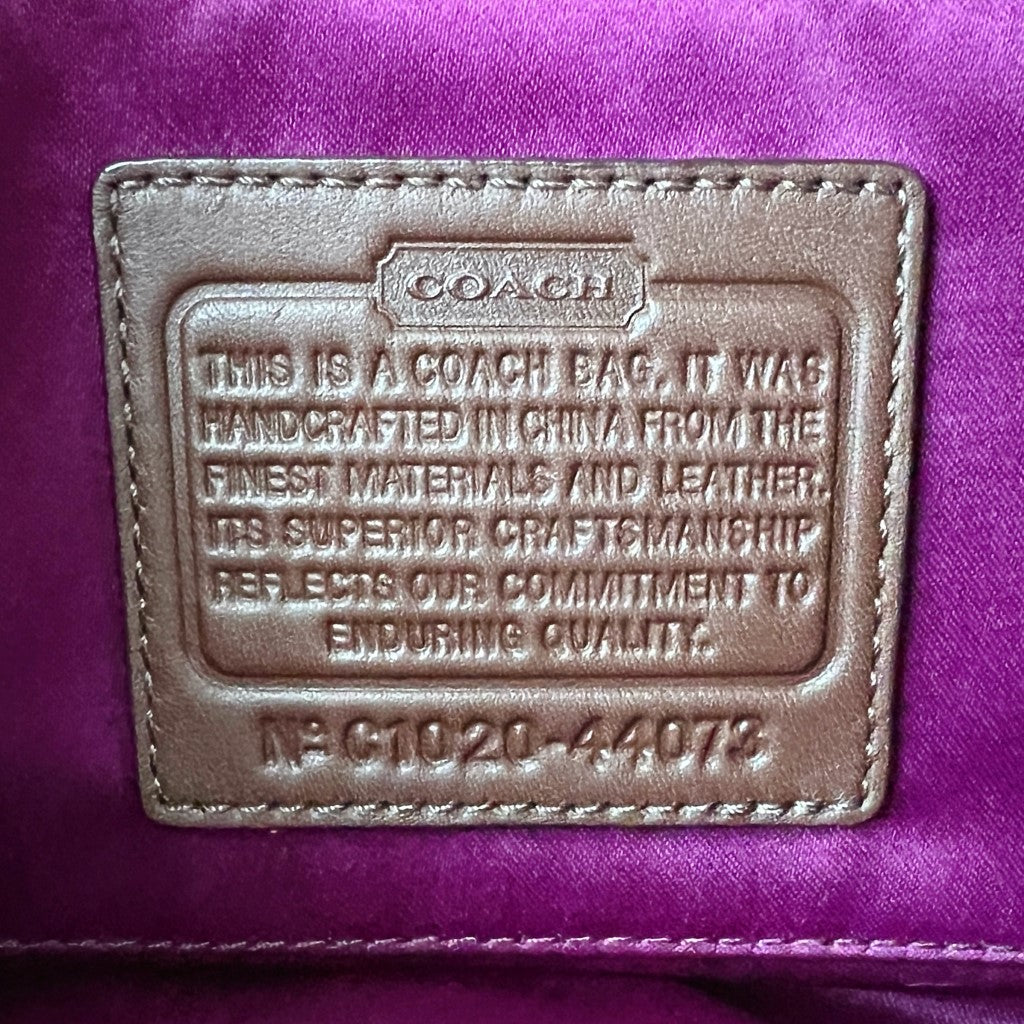 COACH
THIS IS A COACH BAG. IT WAS
HANDCRAFTED IN CHINA FROM THE
FINEST MATERIALS AND LEATHER.
ITS SUPERIOR CRAFTSMANSHIP
REFLECTS OUR COMMITMENT TO
ENDURING QUALITY.
Nº C1020-44073